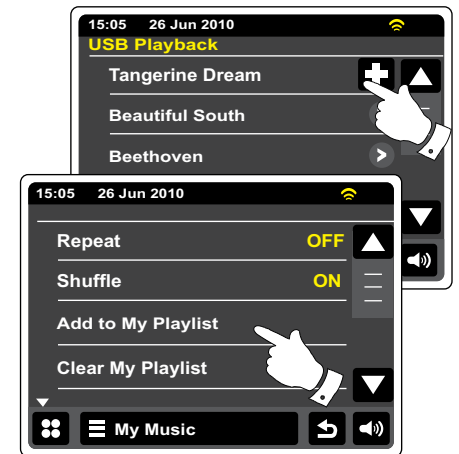 15:05 26 Jun 2010
USB Playback
Tangerine Dream
Beautiful South
Beethoven
15:05 26 Jun 2010
Repeat OFF
Shuffle ON
Add to My Playlist
Clear My Playlist
My Music